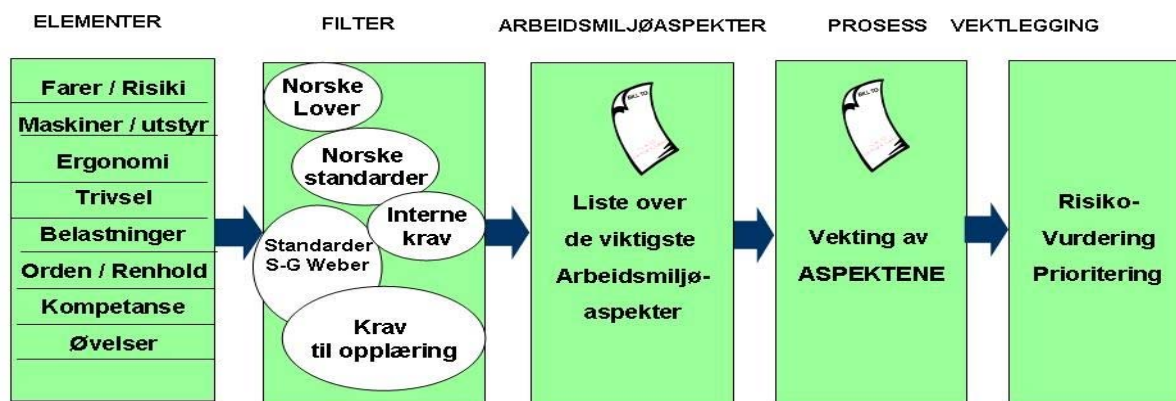 ELEMENTER
FILTER
ARBEIDSMILJØASPEKTER
PROSESS
VEKTLEGGING
Farer / Risiki
Maskiner / utstyr
Ergonomi
Trivsel
Belastninger
Orden / Renhold
Kompetanse
Øvelser
Norske
Lover
Norske
standarder
Interne
krav
Standarder
S-G Weber
Krav
til opplæring
Liste over
de viktigste
Arbeidsmiljø-
aspekter
Vekting av
ASPEKTENE
Risiko-
Vurdering
Prioritering